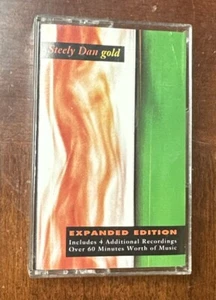 Steely Dan gold
EXPANDED EDITION
Includes 4 Additional Recordings
Over 60 Minutes Worth of Music